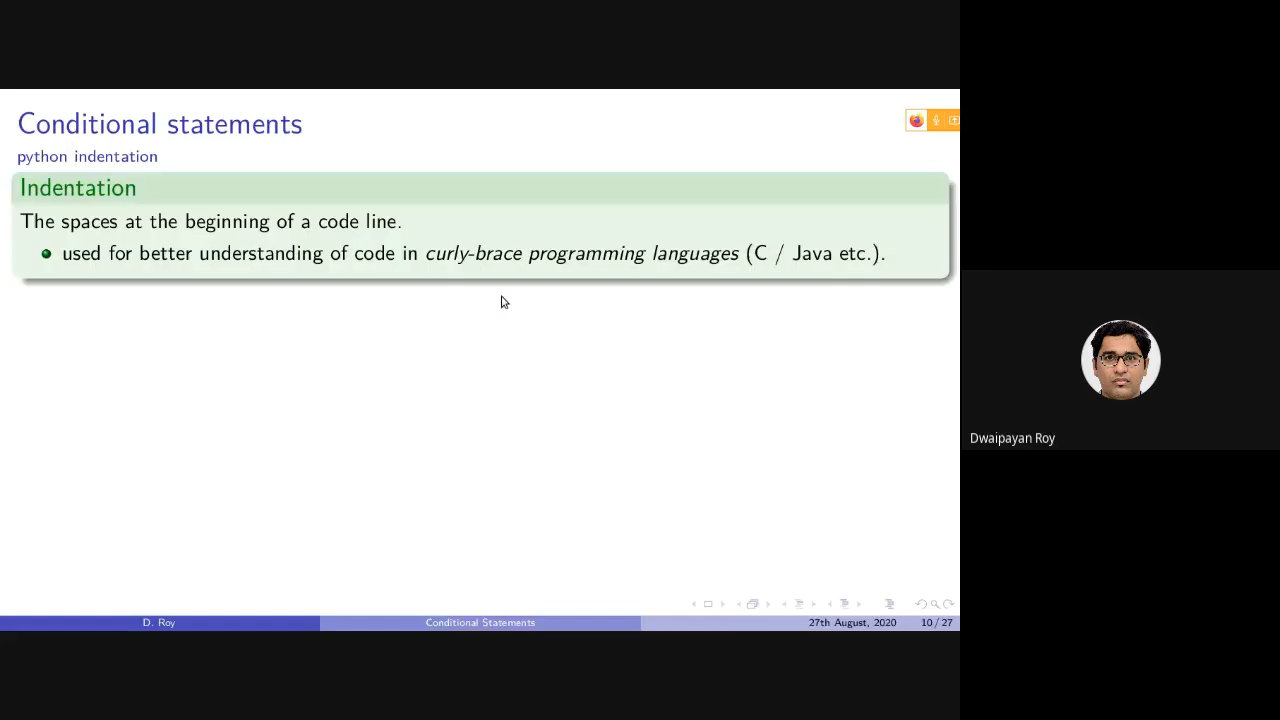 Conditional statements
python indentation
Indentation
The spaces at the beginning of a code line.
used for better understanding of code in curly-brace programming languages (C / Java etc.).
Dwaipayan Roy
D. Roy
Conditional Statements
27th August, 2020
10 / 27